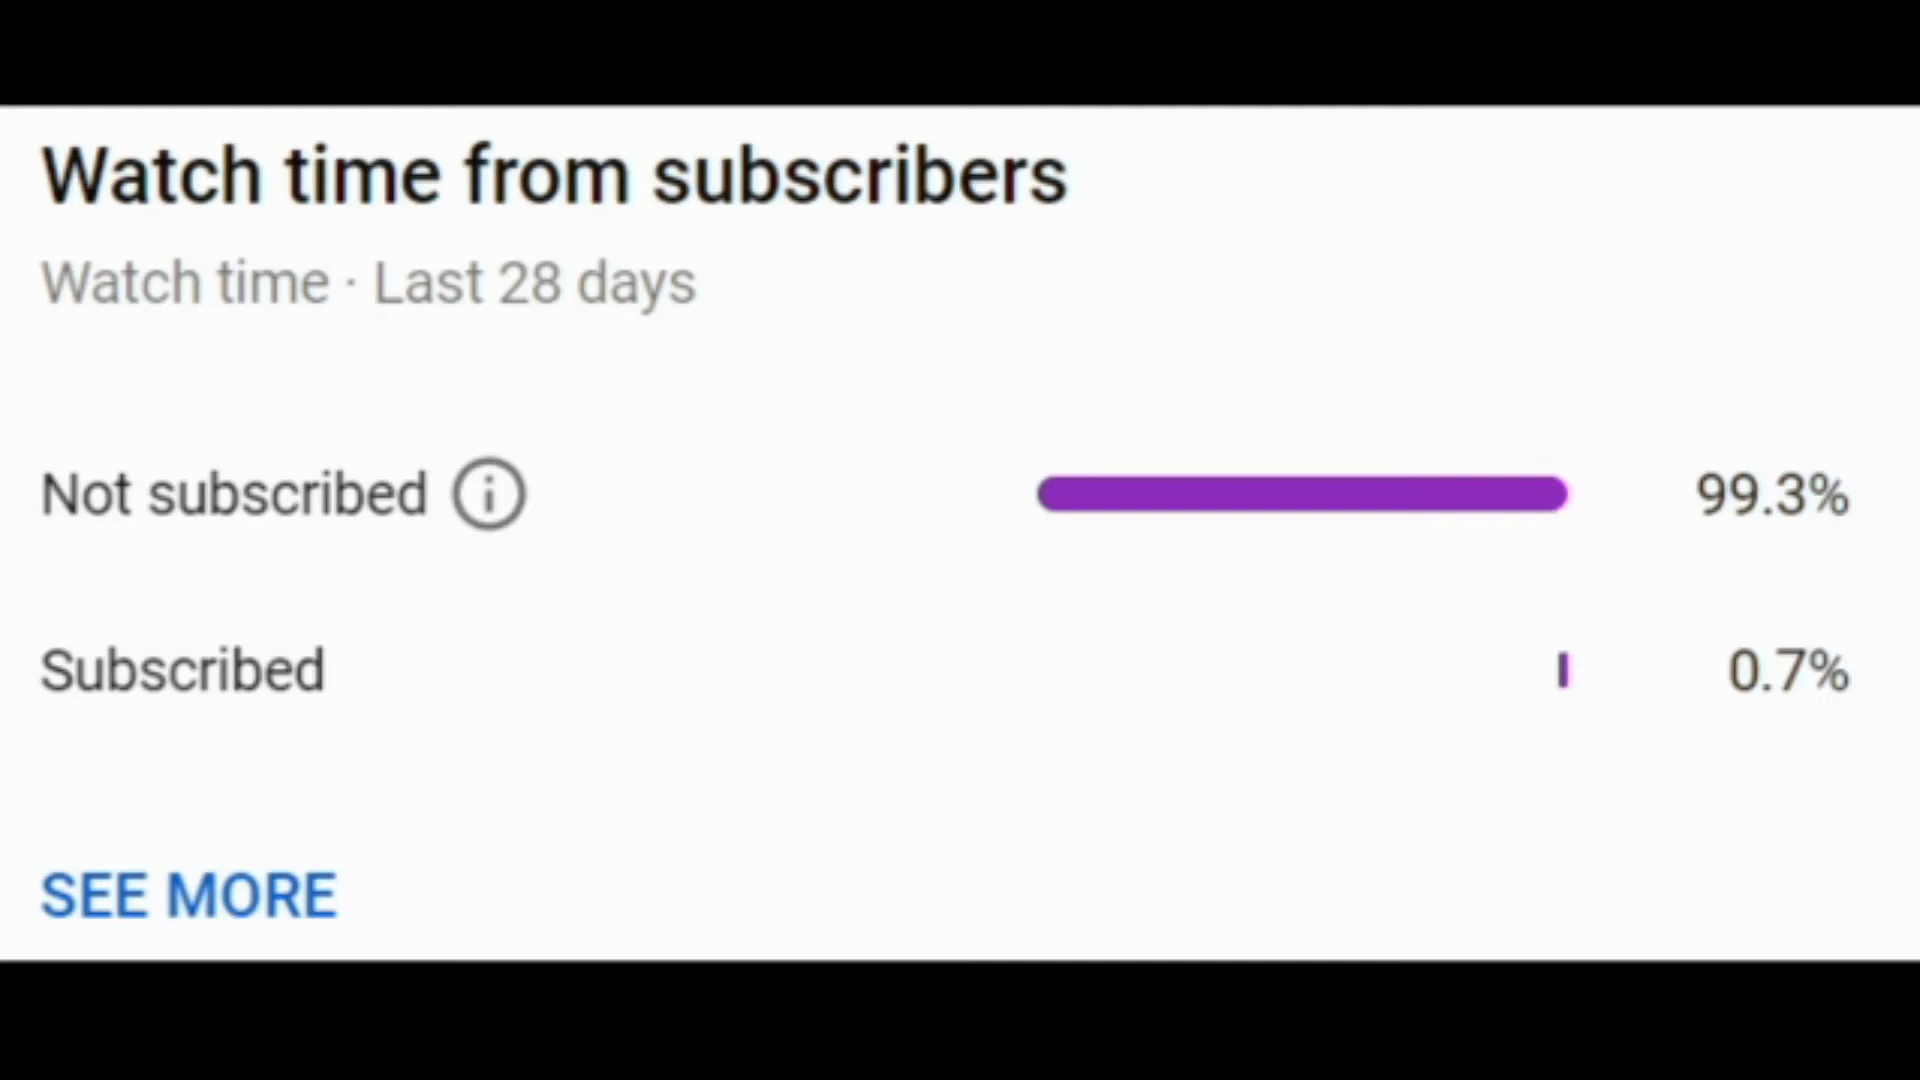 Watch time from subscribers
Watch time · Last 28 days
Not subscribed 99.3%
Subscribed 0.7%
SEE MORE